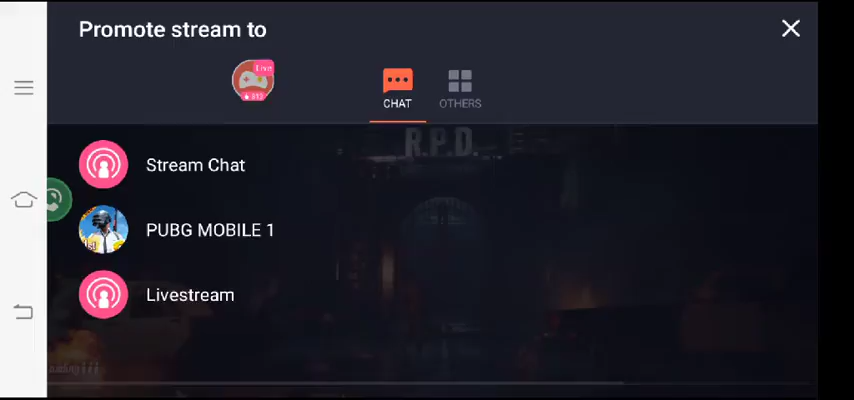 Promote stream to
Live
CHAT
OTHERS
R.P.D.
Stream Chat
PUBG MOBILE 1
Livestream